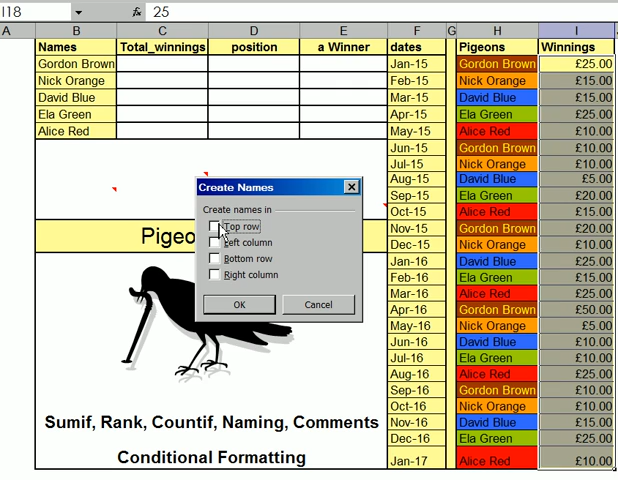 I18 fx 25
A B C D E F G H I
Names Total_winnings position a Winner dates Pigeons Winnings
Gordon Brown Jan-15 Gordon Brown £25.00
Nick Orange Feb-15 Nick Orange £15.00
David Blue Mar-15 David Blue £15.00
Ela Green Apr-15 Ela Green £25.00
Alice Red May-15 Alice Red £10.00
Jun-15 Gordon Brown £10.00
Jul-15 Nick Orange £10.00
Aug-15 David Blue £5.00
Sep-15 Ela Green £20.00
Oct-15 Alice Red £15.00
Nov-15 Gordon Brown £20.00
Dec-15 Nick Orange £10.00
Jan-16 David Blue £25.00
Feb-16 Ela Green £15.00
Mar-16 Alice Red £25.00
Apr-16 Gordon Brown £50.00
May-16 Nick Orange £5.00
Jun-16 David Blue £10.00
Jul-16 Ela Green £10.00
Aug-16 Alice Red £25.00
Sep-16 Gordon Brown £10.00
Oct-16 Nick Orange £10.00
Nov-16 David Blue £15.00
Dec-16 Ela Green £25.00
Jan-17 Alice Red £10.00
Create Names
Create names in
Top row
Left column
Bottom row
Right column
OK Cancel
Sumif, Rank, Countif, Naming, Comments
Conditional Formatting